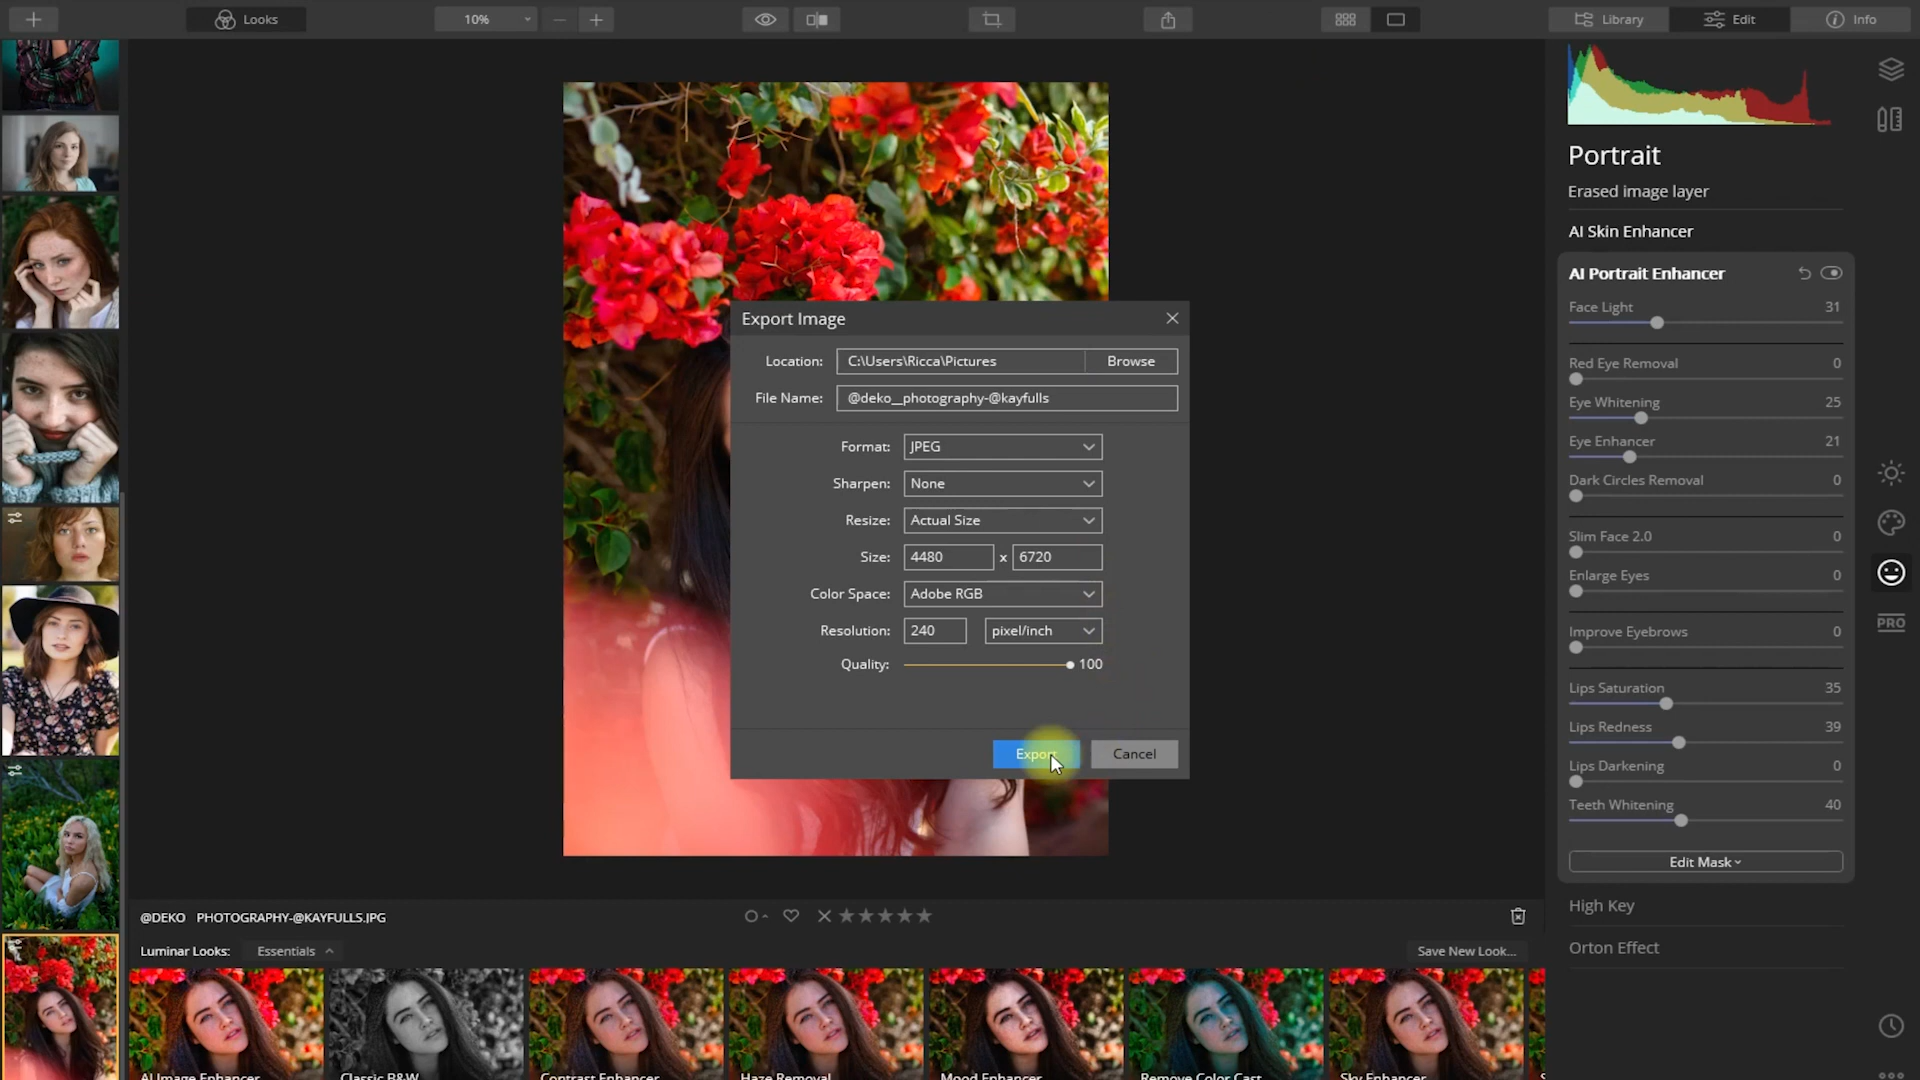 Looks
10%
Library
Edit
Info
Portrait
Erased image layer
AI Skin Enhancer
AI Portrait Enhancer
Face Light 31
Red Eye Removal 0
Eye Whitening 25
Eye Enhancer 21
Dark Circles Removal 0
Slim Face 2.0 0
Enlarge Eyes 0
Improve Eyebrows 0
Lips Saturation 35
Lips Redness 39
Lips Darkening 0
Teeth Whitening 40
Edit Mask
High Key
Orton Effect
PRO
Export Image
Location: C:\Users\Ricca\Pictures Browse
File Name: @deko__photography-@kayfulls
Format: JPEG
Sharpen: None
Resize: Actual Size
Size: 4480 x 6720
Color Space: Adobe RGB
Resolution: 240 pixel/inch
Quality: 100
Export Cancel
@DEKO PHOTOGRAPHY-@KAYFULLS.JPG
Luminar Looks: Essentials
Save New Look...
AI Image Enhancer
Classic B&W
Contrast Enhancer
Haze Removal
Mood Enhancer
Remove Color Cast
Sky Enhancer